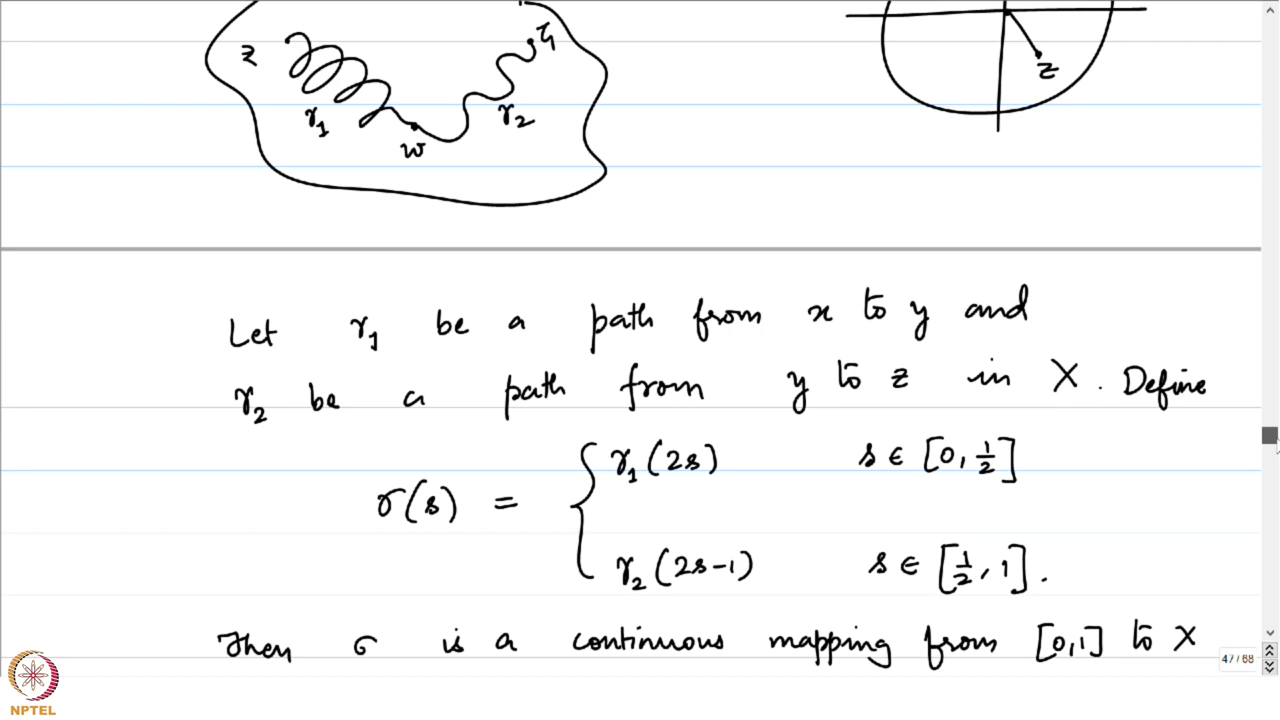 z
z₁
γ₁
γ₂
w
z
Let γ₁ be a path from x to y and
γ₂ be a path from y to z in X. Define
σ(s) = { γ₁(2s) s ∈ [0, 1/2]
γ₂(2s-1) s ∈ [1/2, 1].
Then σ is a continuous mapping from [0,1] to X
47 / 68
NPTEL